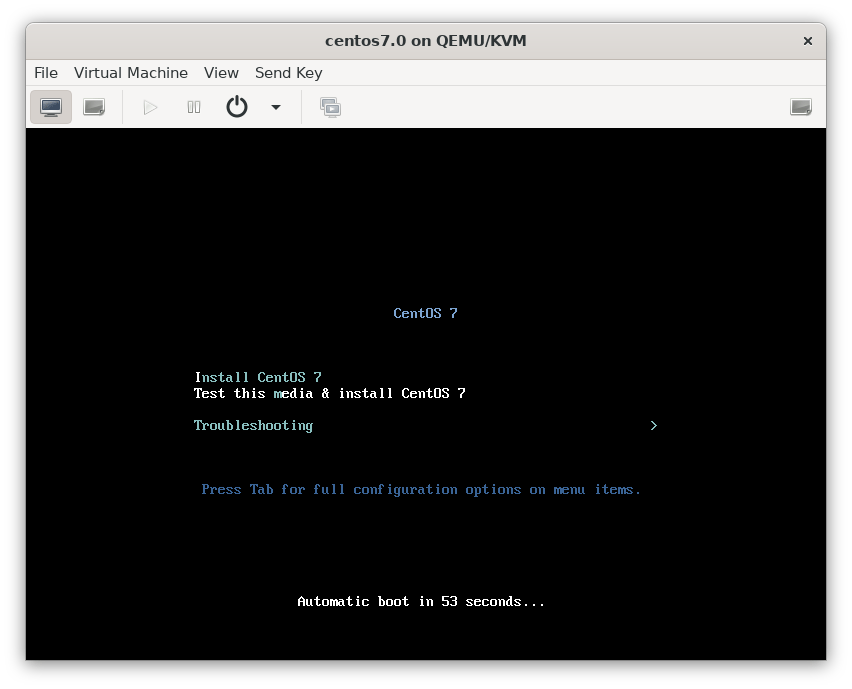 centos7.0 on QEMU/KVM
File Virtual Machine View Send Key
CentOS 7
Install CentOS 7
Test this media & install CentOS 7
Troubleshooting >
Press Tab for full configuration options on menu items.
Automatic boot in 53 seconds...